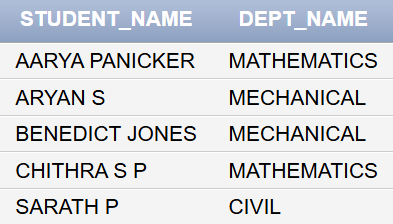 STUDENT_NAME DEPT_NAME
AARYA PANICKER MATHEMATICS
ARYAN S MECHANICAL
BENEDICT JONES MECHANICAL
CHITHRA S P MATHEMATICS
SARATH P CIVIL